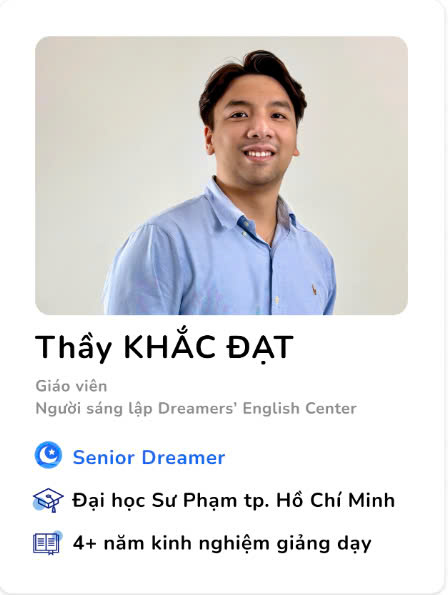 Thầy KHẮC ĐẠT
Giáo viên
Người sáng lập Dreamers’ English Center
Senior Dreamer
Đại học Sư Phạm tp. Hồ Chí Minh
4+ năm kinh nghiệm giảng dạy